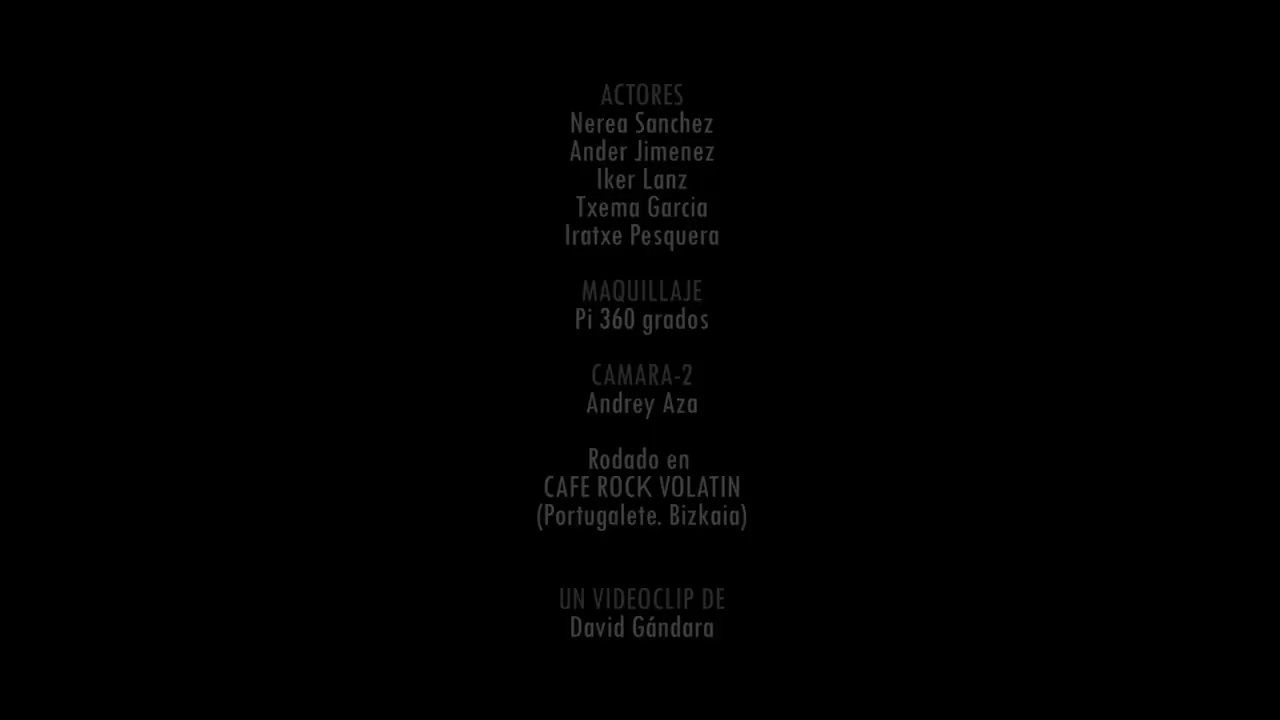 ACTORES
Nerea Sanchez
Ander Jimenez
Iker Lanz
Txema Garcia
Iratxe Pesquera
MAQUILLAJE
Pi 360 grados
CAMARA-2
Andrey Aza
Rodado en
CAFE ROCK VOLATIN
(Portugalete. Bizkaia)
UN VIDEOCLIP DE
David Gándara